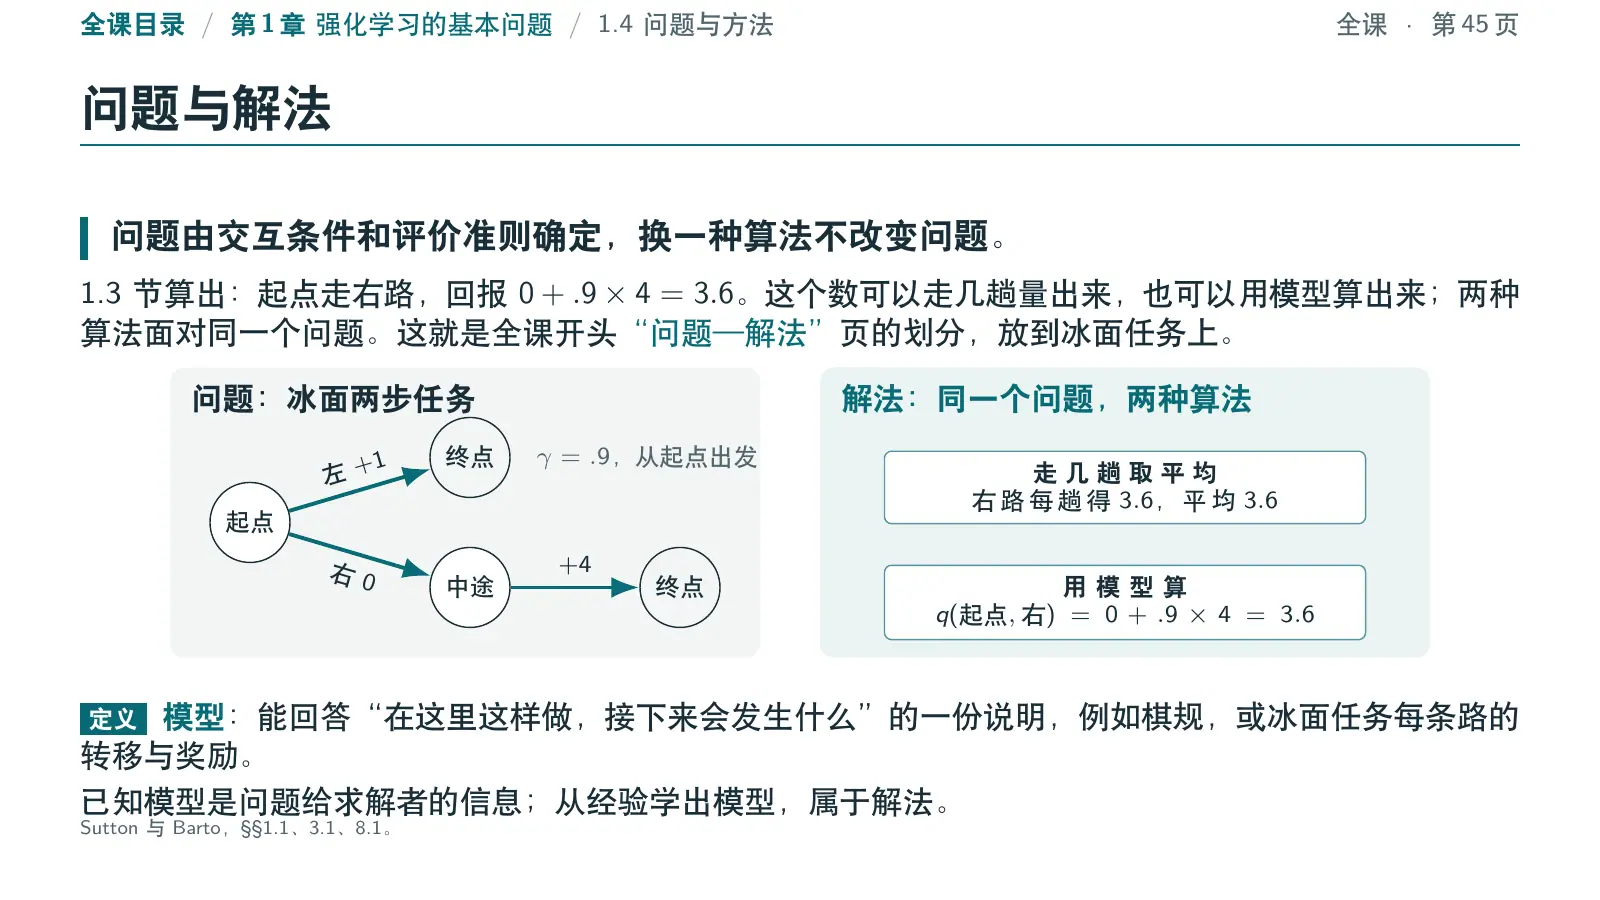 全课目录 / 第1章 强化学习的基本问题 / 1.4 问题与方法
全课 · 第45页
问题与解法
问题由交互条件和评价准则确定，换一种算法不改变问题。
1.3 节算出：起点走右路，回报 0 + .9 × 4 = 3.6。这个数可以走几趟量出来，也可以用模型算出来；两种
算法面对同一个问题。这就是全课开头“问题—解法”页的划分，放到冰面任务上。
问题：冰面两步任务
左 +1
终点
γ = .9，从起点出发
起点
右 0
中途
+4
终点
解法：同一个问题，两种算法
走几趟取平均
右路每趟得 3.6，平均 3.6
用模型算
q(起点, 右) = 0 + .9 × 4 = 3.6
定义 模型：能回答“在这里这样做，接下来会发生什么”的一份说明，例如棋规，或冰面任务每条路的
转移与奖励。
已知模型是问题给求解者的信息；从经验学出模型，属于解法。
Sutton 与 Barto，§§1.1、3.1、8.1。